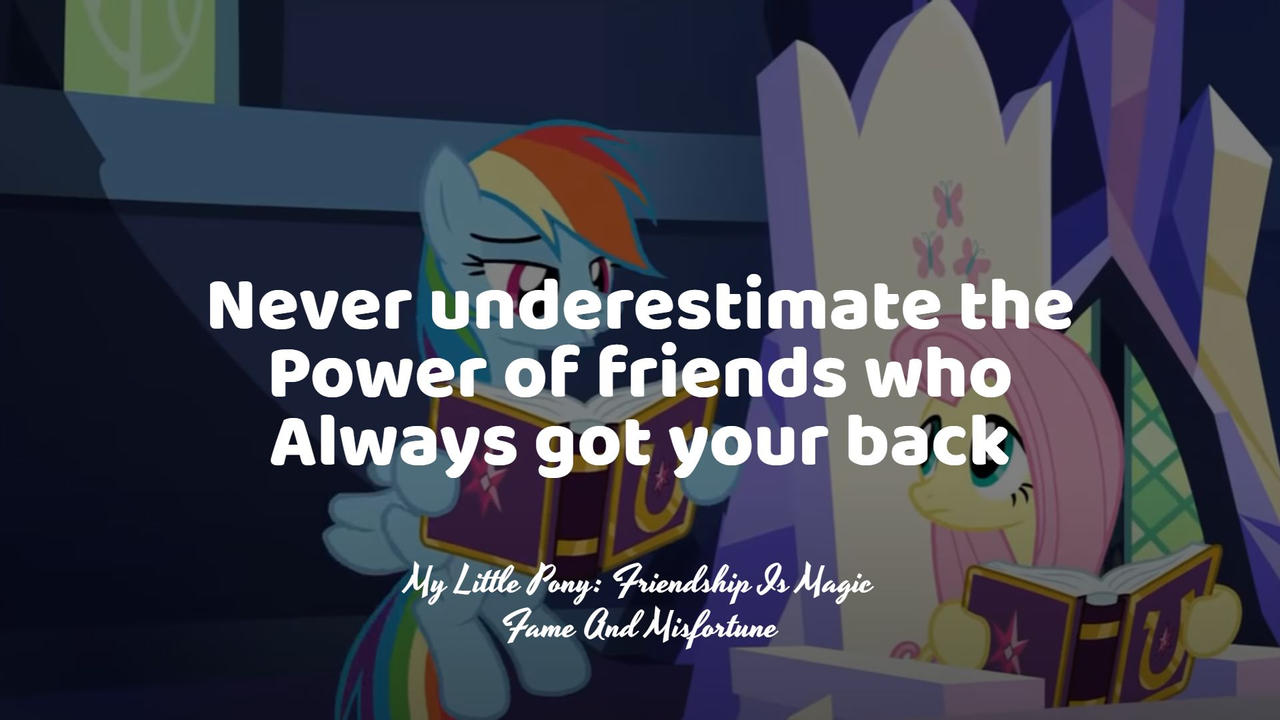 Never underestimate the
Power of friends who
Always got your back
My Little Pony: Friendship Is Magic
Fame And Misfortune